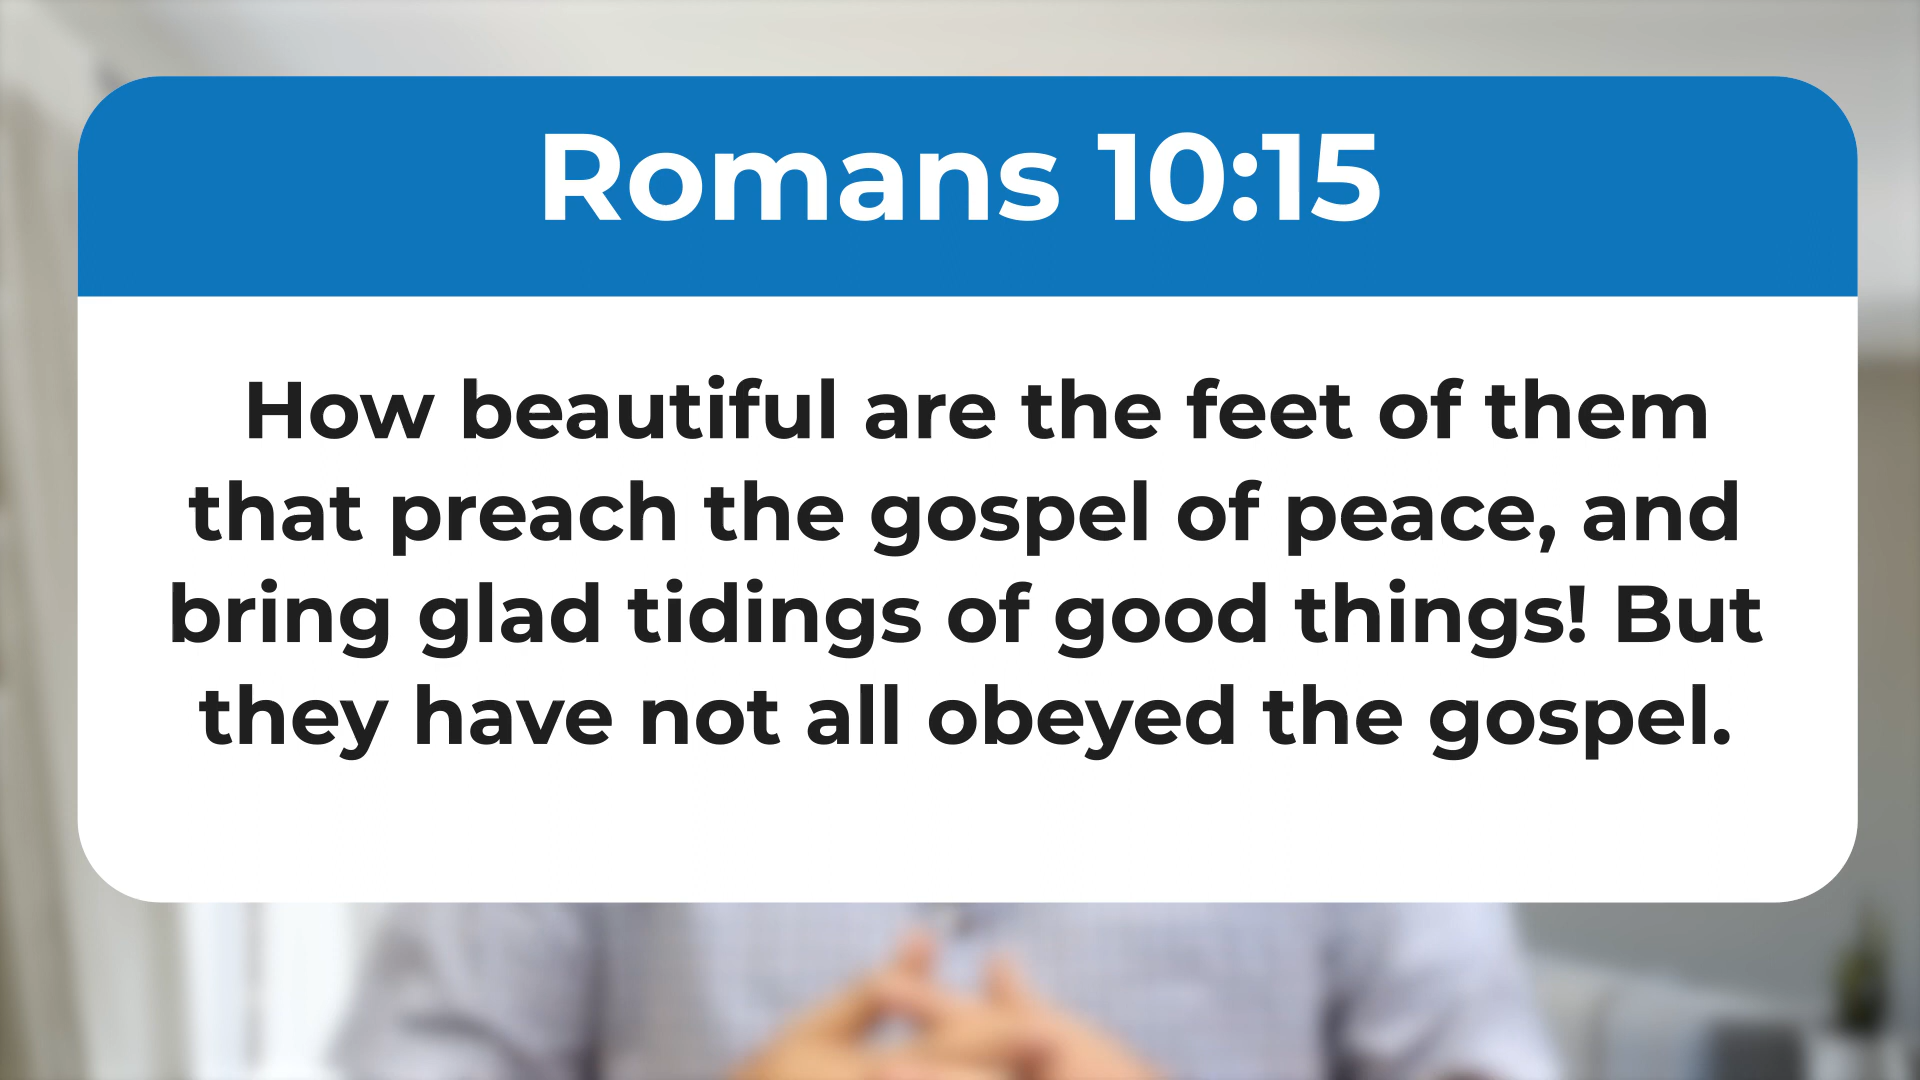 Romans 10:15
How beautiful are the feet of them
that preach the gospel of peace, and
bring glad tidings of good things! But
they have not all obeyed the gospel.